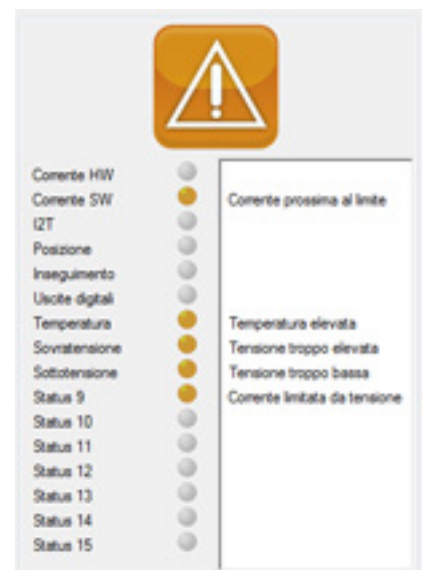 Corrente HW
Corrente SW Corrente prossima al limite
I2T
Posizione
Inseguimento
Uscite digitali
Temperatura Temperatura elevata
Sovratensione Tensione troppo elevata
Sottotensione Tensione troppo bassa
Status 9 Corrente limitata da tensione
Status 10
Status 11
Status 12
Status 13
Status 14
Status 15